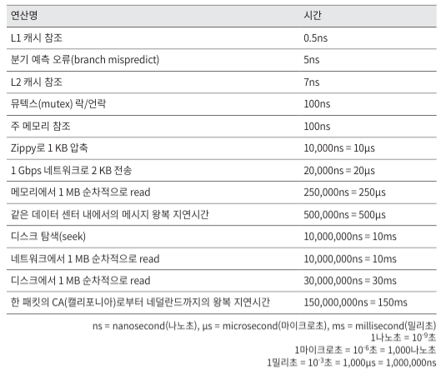 연산명 시간
L1 캐시 참조 0.5ns
분기 예측 오류(branch mispredict) 5ns
L2 캐시 참조 7ns
뮤텍스(mutex) 락/언락 100ns
주 메모리 참조 100ns
Zippy로 1 KB 압축 10,000ns = 10μs
1 Gbps 네트워크로 2 KB 전송 20,000ns = 20μs
메모리에서 1 MB 순차적으로 read 250,000ns = 250μs
같은 데이터 센터 내에서의 메시지 왕복 지연시간 500,000ns = 500μs
디스크 탐색(seek) 10,000,000ns = 10ms
네트워크에서 1 MB 순차적으로 read 10,000,000ns = 10ms
디스크에서 1 MB 순차적으로 read 30,000,000ns = 30ms
한 패킷의 CA(캘리포니아)로부터 네덜란드까지의 왕복 지연시간 150,000,000ns = 150ms
ns = nanosecond(나노초), μs = microsecond(마이크로초), ms = millisecond(밀리초)
1나노초 = 10⁻⁹초
1마이크로초 = 10⁻⁶초 = 1,000나노초
1밀리초 = 10⁻³초 = 1,000μs = 1,000,000ns